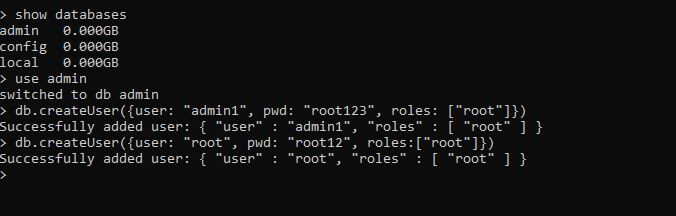 > show databases
admin   0.000GB
config  0.000GB
local   0.000GB
> use admin
switched to db admin
> db.createUser({user: "admin1", pwd: "root123", roles: ["root"]})
Successfully added user: { "user" : "admin1", "roles" : [ "root" ] }
> db.createUser({user: "root", pwd: "root12", roles:["root"]})
Successfully added user: { "user" : "root", "roles" : [ "root" ] }
>